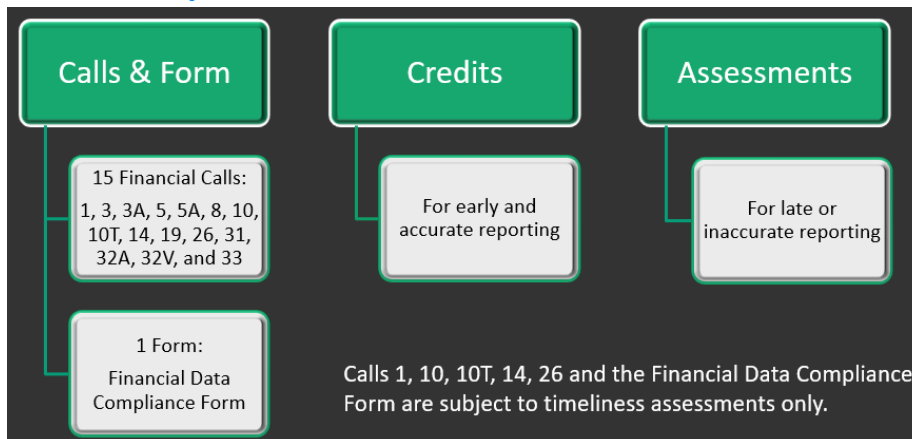 Calls & Form
Credits
Assessments
15 Financial Calls:
1, 3, 3A, 5, 5A, 8, 10,
10T, 14, 19, 26, 31,
32A, 32V, and 33
For early and
accurate reporting
For late or
inaccurate reporting
1 Form:
Financial Data
Compliance Form
Calls 1, 10, 10T, 14, 26 and the Financial Data Compliance
Form are subject to timeliness assessments only.